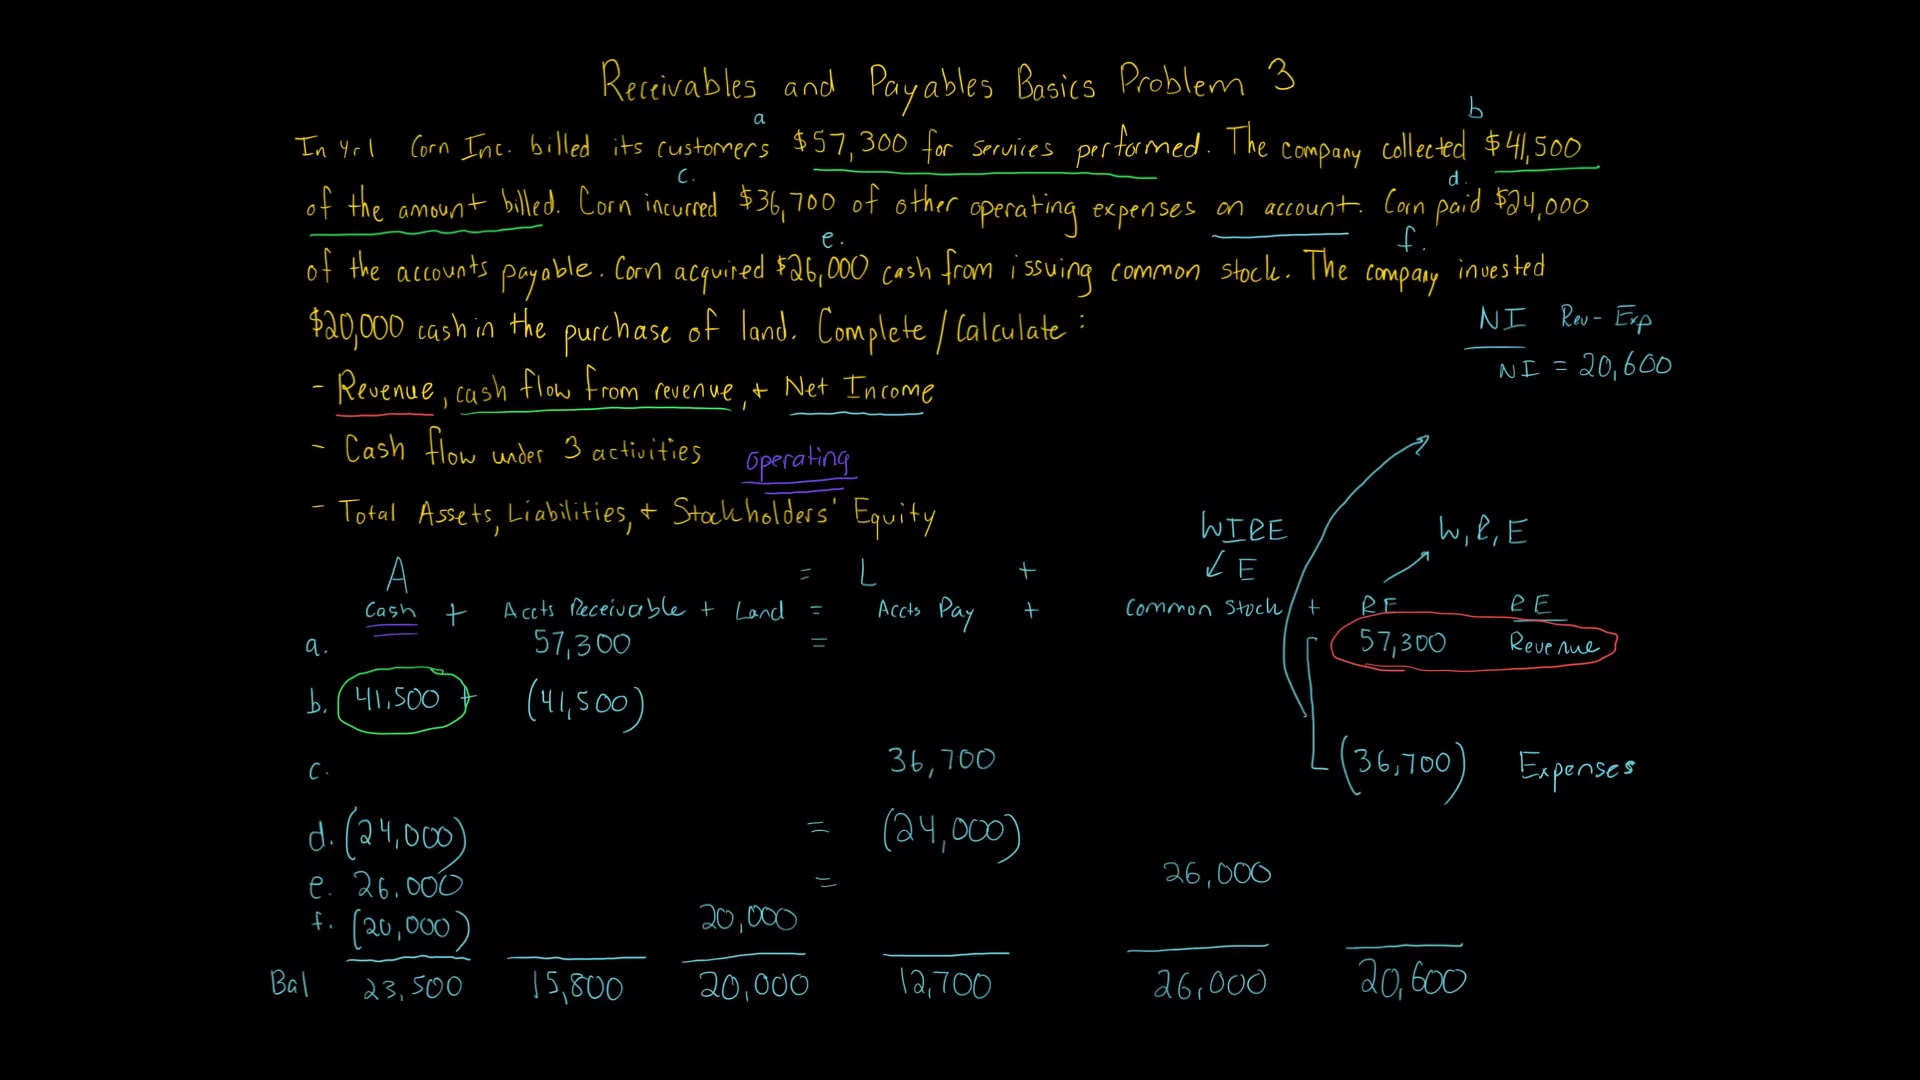 Receivables and Payables Basics Problem 3
a b
In Yr1 Corn Inc. billed its customers $57,300 for services performed. The company collected $41,500
c. d.
of the amount billed. Corn incurred $36,700 of other operating expenses on account. Corn paid $24,000
e. f.
of the accounts payable. Corn acquired $26,000 cash from issuing common stock. The company invested
$20,000 cash in the purchase of land. Complete/Calculate:
NI Rev - Exp
NI = 20,600
- Revenue, cash flow from revenue, + Net Income
- Cash flow under 3 activities operating
- Total Assets, Liabilities, + Stockholders' Equity
WIRE W, R, E
A = L + E
Cash + Accts Receivable + Land = Accts Pay + Common Stock + RE RE
a. 57,300 = 57,300 Revenue
b. 41,500 + (41,500)
c. 36,700 (36,700) Expenses
d. (24,000) = (24,000)
e. 26,000 = 26,000
f. (20,000) 20,000
Bal 23,500 15,800 20,000 12,700 26,000 20,600